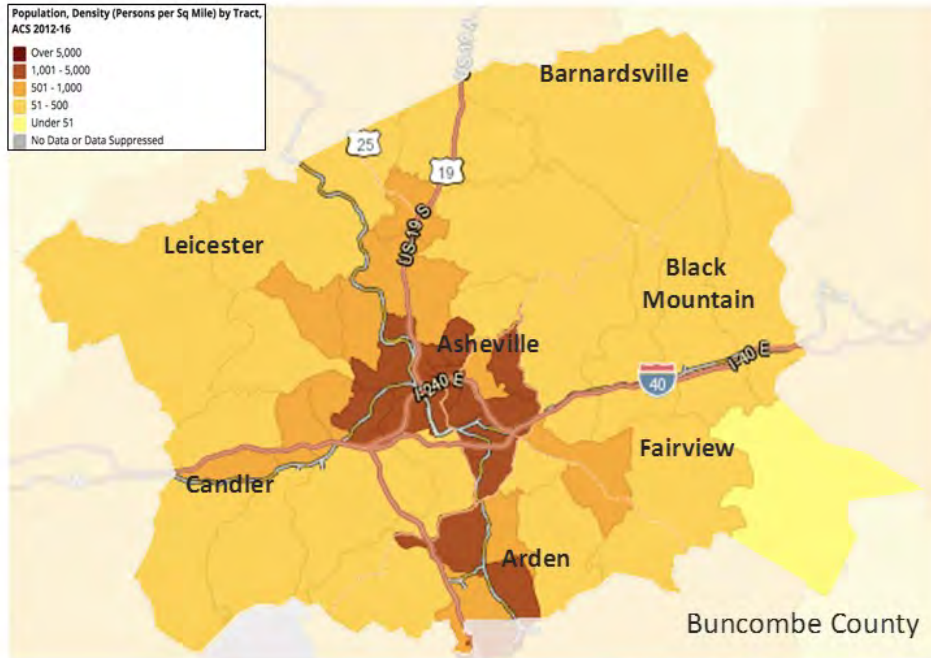 Population, Density (Persons per Sq Mile) by Tract,
ACS 2012-16
Over 5,000
1,001 - 5,000
501 - 1,000
51 - 500
Under 51
No Data or Data Suppressed
US-19
Barnardsville
25
19
US-19 S
Leicester
Black
Mountain
Asheville
I-240 E
I-40 E
40
Fairview
Candler
Arden
Buncombe County